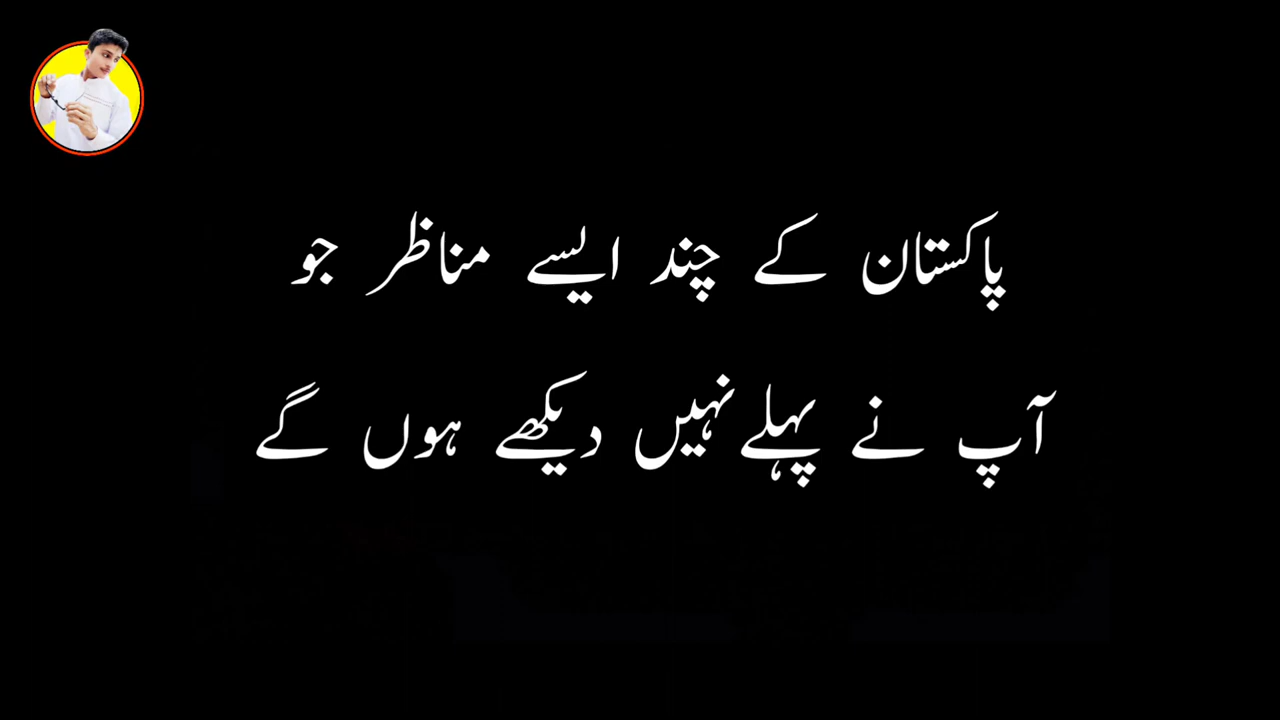 پاکستان کے چند ایسے مناظر جو
آپ نے پہلے نہیں دیکھے ہوں گے